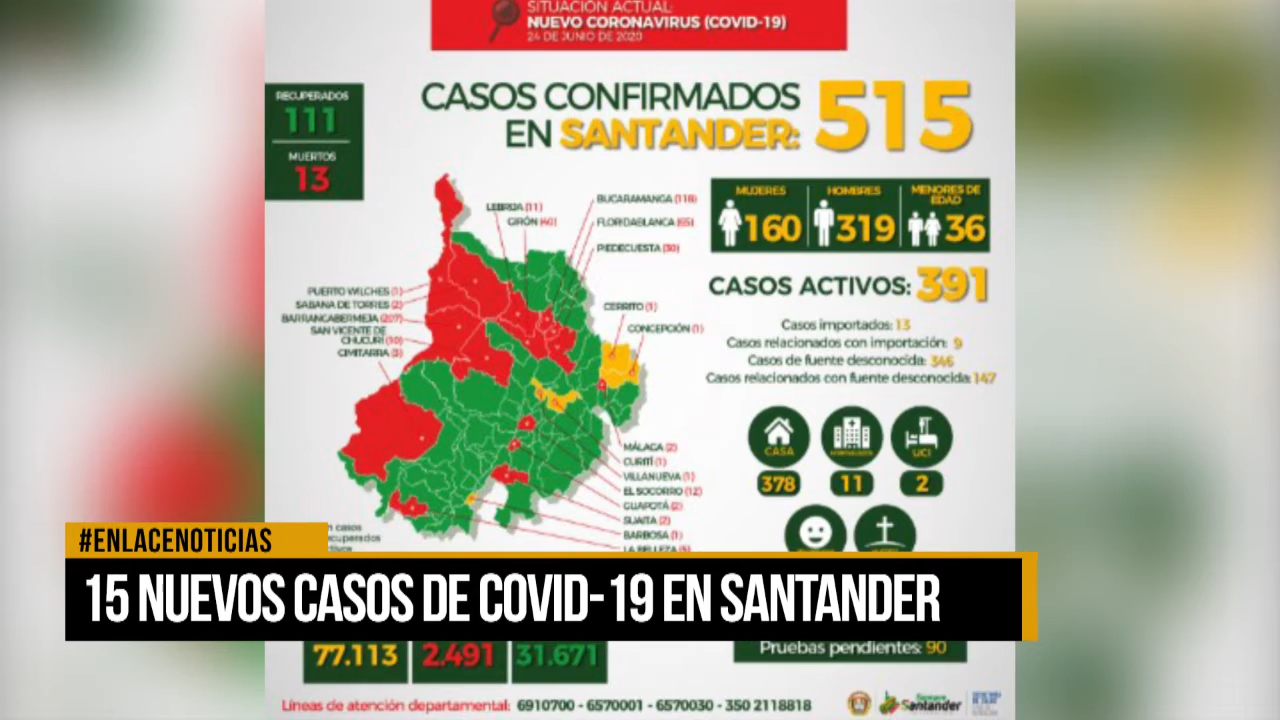 SITUACIÓN ACTUAL:
NUEVO CORONAVIRUS (COVID-19)
24 DE JUNIO DE 2020
RECUPERADOS
111
MUERTOS
13
CASOS CONFIRMADOS
EN SANTANDER: 515
MUJERES
160
HOMBRES
319
MENORES DE
EDAD
36
CASOS ACTIVOS: 391
Casos importados: 13
Casos relacionados con importación: 9
Casos de fuente desconocida: 346
Casos relacionados con fuente desconocida: 147
CASA
378
11
UCI
2
LEBRIJA (11)
GIRÓN (40)
BUCARAMANGA (118)
FLORIDABLANCA (65)
PIEDECUESTA (30)
CERRITO (1)
CONCEPCIÓN (1)
PUERTO WILCHES (1)
SABANA DE TORRES (2)
BARRANCABERMEJA (207)
SAN VICENTE DE
CHUCURÍ (10)
CIMITARRA (3)
MÁLAGA (2)
CURITÍ (1)
VILLANUEVA (1)
EL SOCORRO (12)
GUAPOTÁ (2)
SUAITA (2)
BARBOSA (1)
LA BELLEZA (5)
casos
#ENLACENOTICIAS
15 NUEVOS CASOS DE COVID-19 EN SANTANDER
77.113 2.491 31.671
Pruebas pendientes: 90
Líneas de atención departamental: 6910700 - 6570001 - 6570030 - 350 2118818
Siempre
Santander